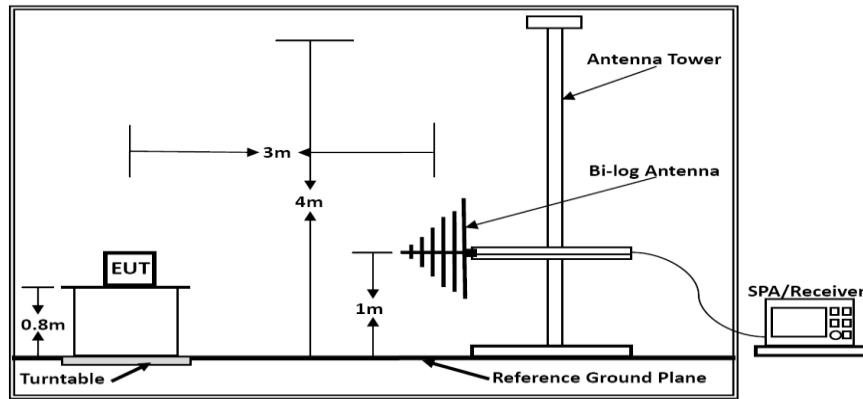 Antenna Tower
3m
Bi-log Antenna
4m
EUT
SPA/Receiver
0.8m
1m
Turntable
Reference Ground Plane